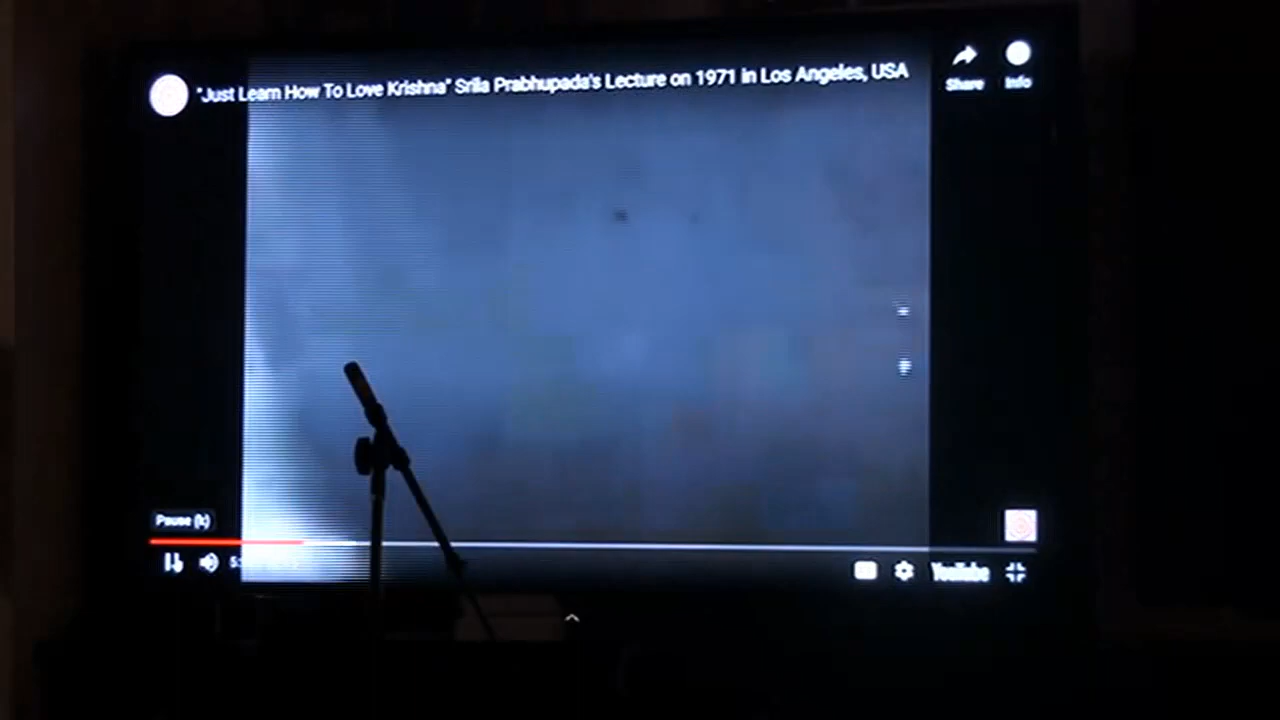 "Just Learn How To Love Krishna" Srila Prabhupada's Lecture on 1971 in Los Angeles, USA
Share
Info
Pause (k)
YouTube